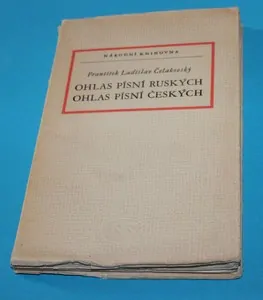 NÁRODNÍ KNIHOVNA
František Ladislav Čelakovský
OHLAS PÍSNÍ RUSKÝCH
OHLAS PÍSNÍ ČESKÝCH